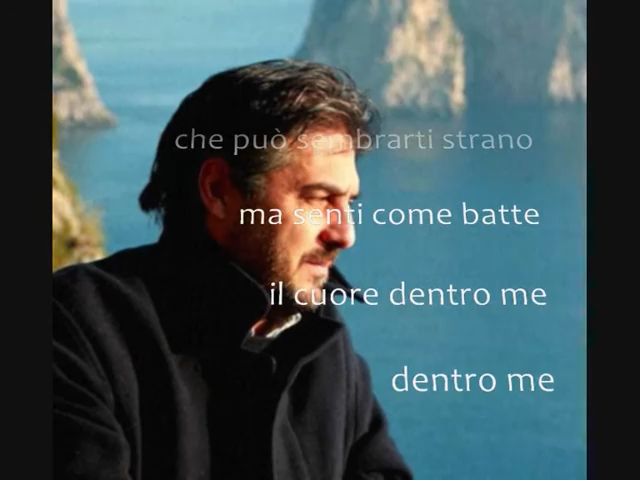 che può sembrarti strano
ma senti come batte
il cuore dentro me
dentro me